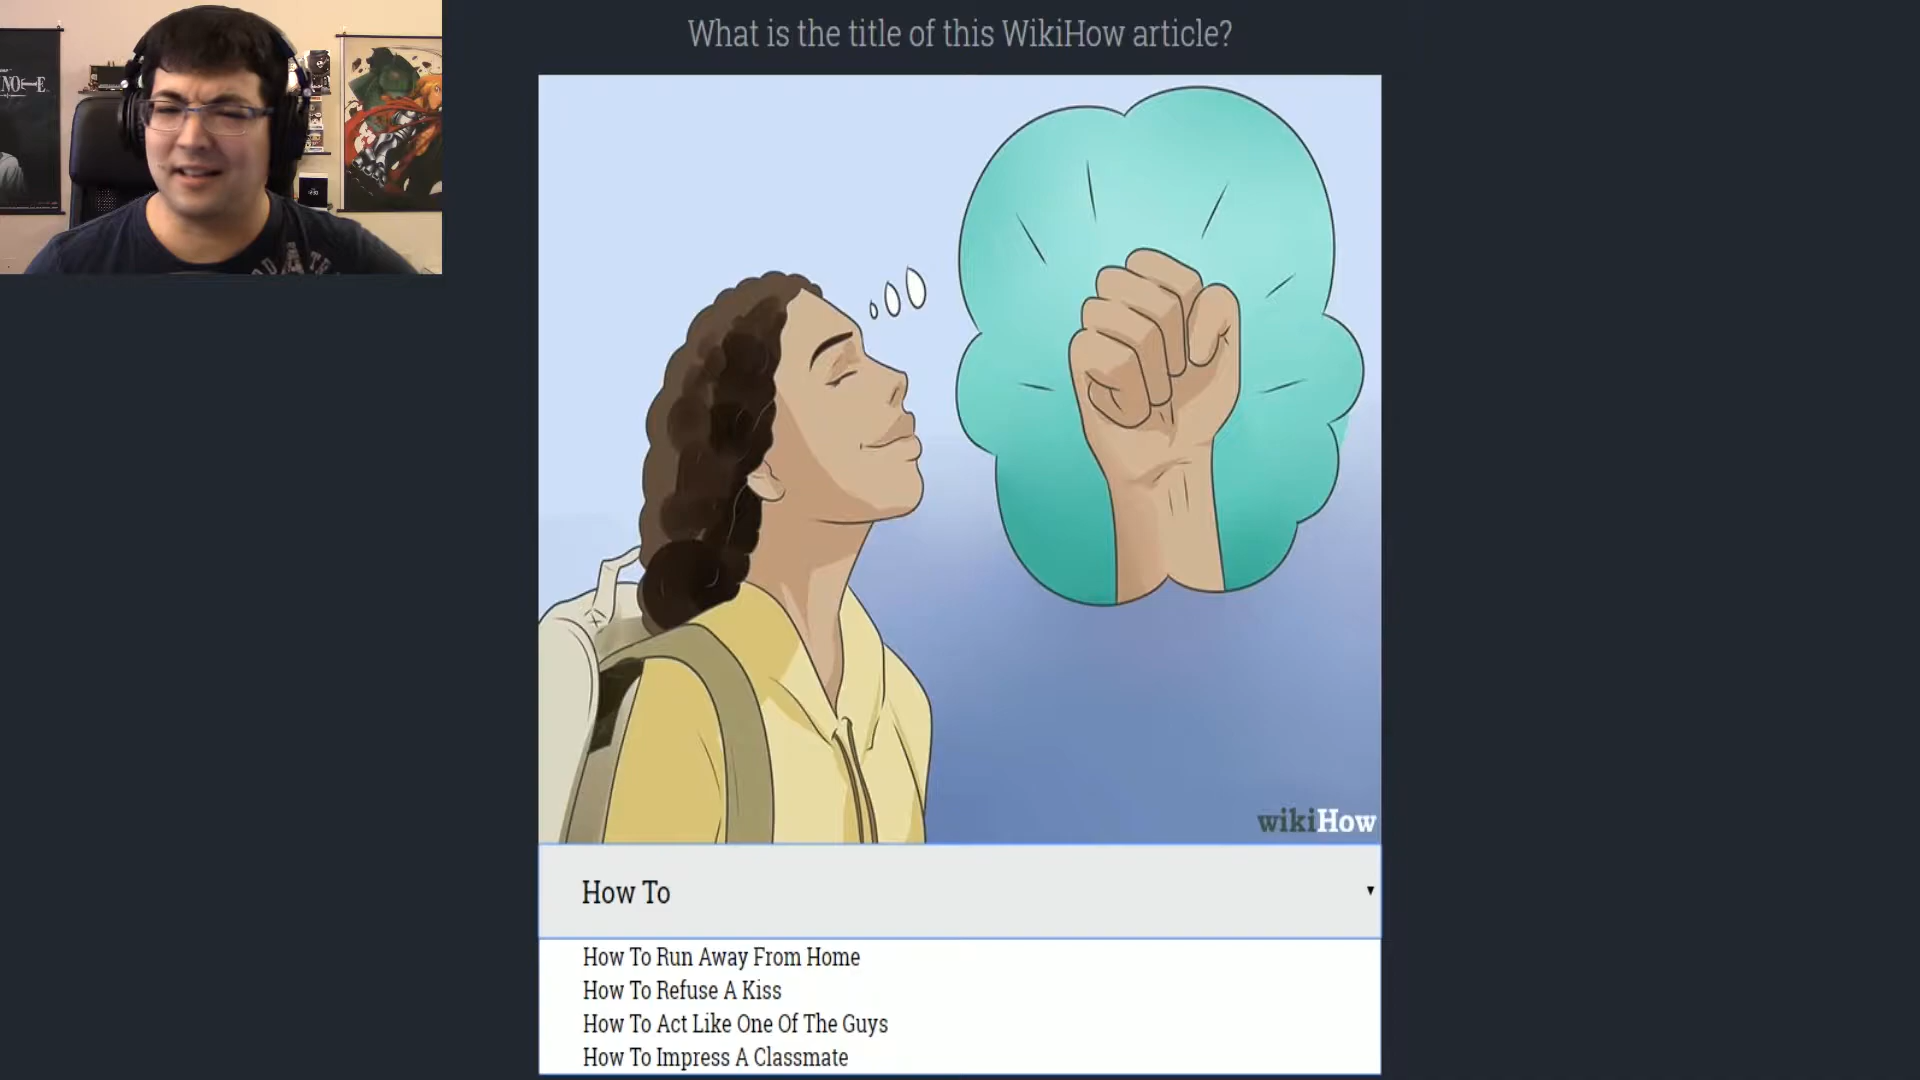 What is the title of this WikiHow article?
wikiHow
How To
How To Run Away From Home
How To Refuse A Kiss
How To Act Like One Of The Guys
How To Impress A Classmate